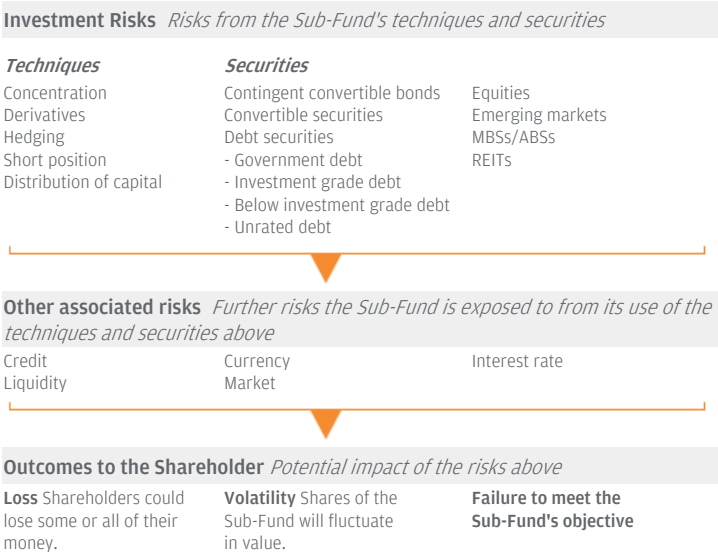 Investment Risks Risks from the Sub-Fund's techniques and securities
Techniques
Concentration
Derivatives
Hedging
Short position
Distribution of capital
Securities
Contingent convertible bonds
Convertible securities
Debt securities
- Government debt
- Investment grade debt
- Below investment grade debt
- Unrated debt
Equities
Emerging markets
MBSs/ABSs
REITs
Other associated risks Further risks the Sub-Fund is exposed to from its use of the
techniques and securities above
Credit
Liquidity
Currency
Market
Interest rate
Outcomes to the Shareholder Potential impact of the risks above
Loss Shareholders could
lose some or all of their
money.
Volatility Shares of the
Sub-Fund will fluctuate
in value.
Failure to meet the
Sub-Fund's objective